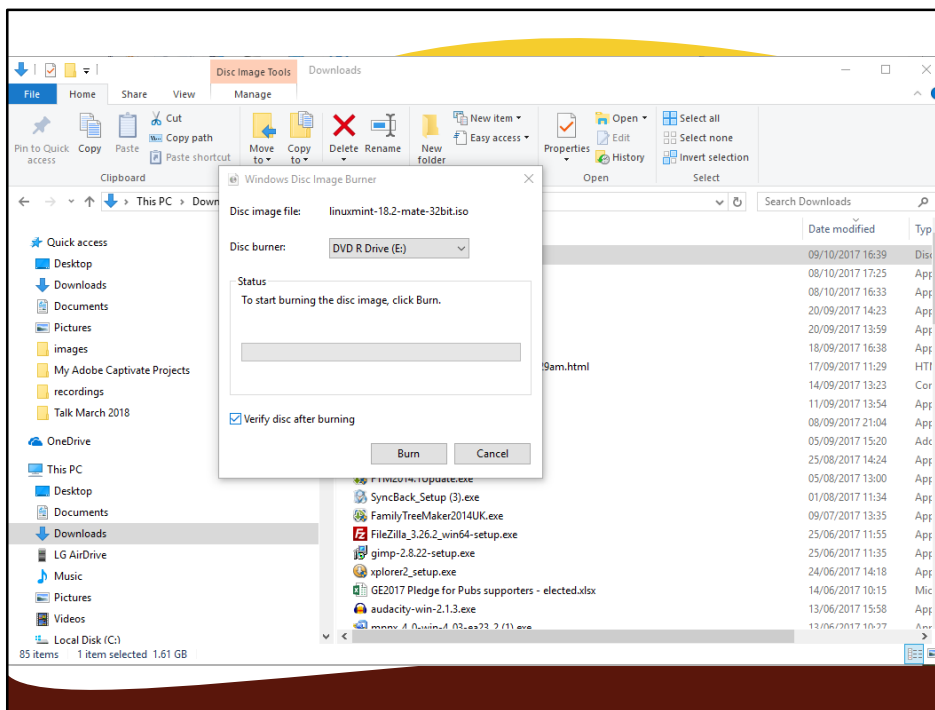 Disc Image Tools Downloads
File Home Share View Manage
Pin to Quick access
Copy
Paste
Cut
Copy path
Paste shortcut
Move to
Copy to
Delete
Rename
New folder
New item
Easy access
Properties
Open
Edit
History
Select all
Select none
Invert selection
Clipboard Open Select
This PC > Down
Search Downloads
Date modified
Quick access
Desktop
Downloads
Documents
Pictures
images
My Adobe Captivate Projects
recordings
Talk March 2018
OneDrive
This PC
Desktop
Documents
Downloads
LG AirDrive
Music
Pictures
Videos
Local Disk (C:)
Windows Disc Image Burner
Disc image file: linuxmint-18.2-mate-32bit.iso
Disc burner: DVD R Drive (E:)
Status
To start burning the disc image, click Burn.
Verify disc after burning
Burn Cancel
09/10/2017 16:39
08/10/2017 17:25
08/10/2017 16:33
20/09/2017 14:23
20/09/2017 13:59
18/09/2017 16:38
29am.html 17/09/2017 11:29
14/09/2017 13:23
11/09/2017 13:54
08/09/2017 21:04
05/09/2017 15:20
25/08/2017 14:24
05/08/2017 13:00
SyncBack_Setup (3).exe 01/08/2017 11:34
FamilyTreeMaker2014UK.exe 09/07/2017 13:35
FileZilla_3.26.2_win64-setup.exe 25/06/2017 11:55
gimp-2.8.22-setup.exe 25/06/2017 11:35
xplorer2_setup.exe 24/06/2017 14:18
GE2017 Pledge for Pubs supporters - elected.xlsx 14/06/2017 10:15
audacity-win-2.1.3.exe 13/06/2017 15:58
13/06/2017 10:27
85 items 1 item selected 1.61 GB